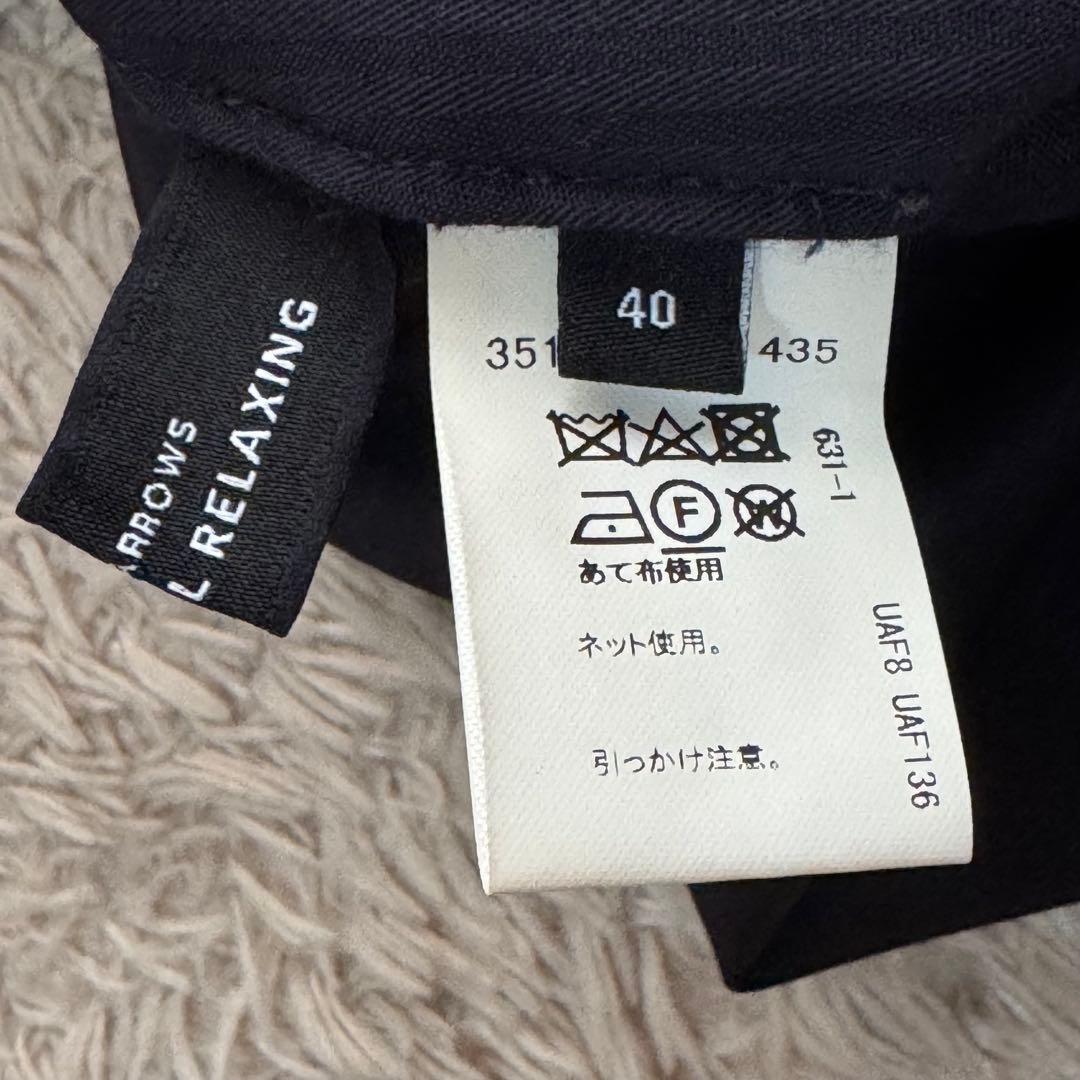 ARROWS
L RELAXING
40
351
435
631-1
F
W
あて布使用
ネット使用。
引っかけ注意。
UAF8 UAF136